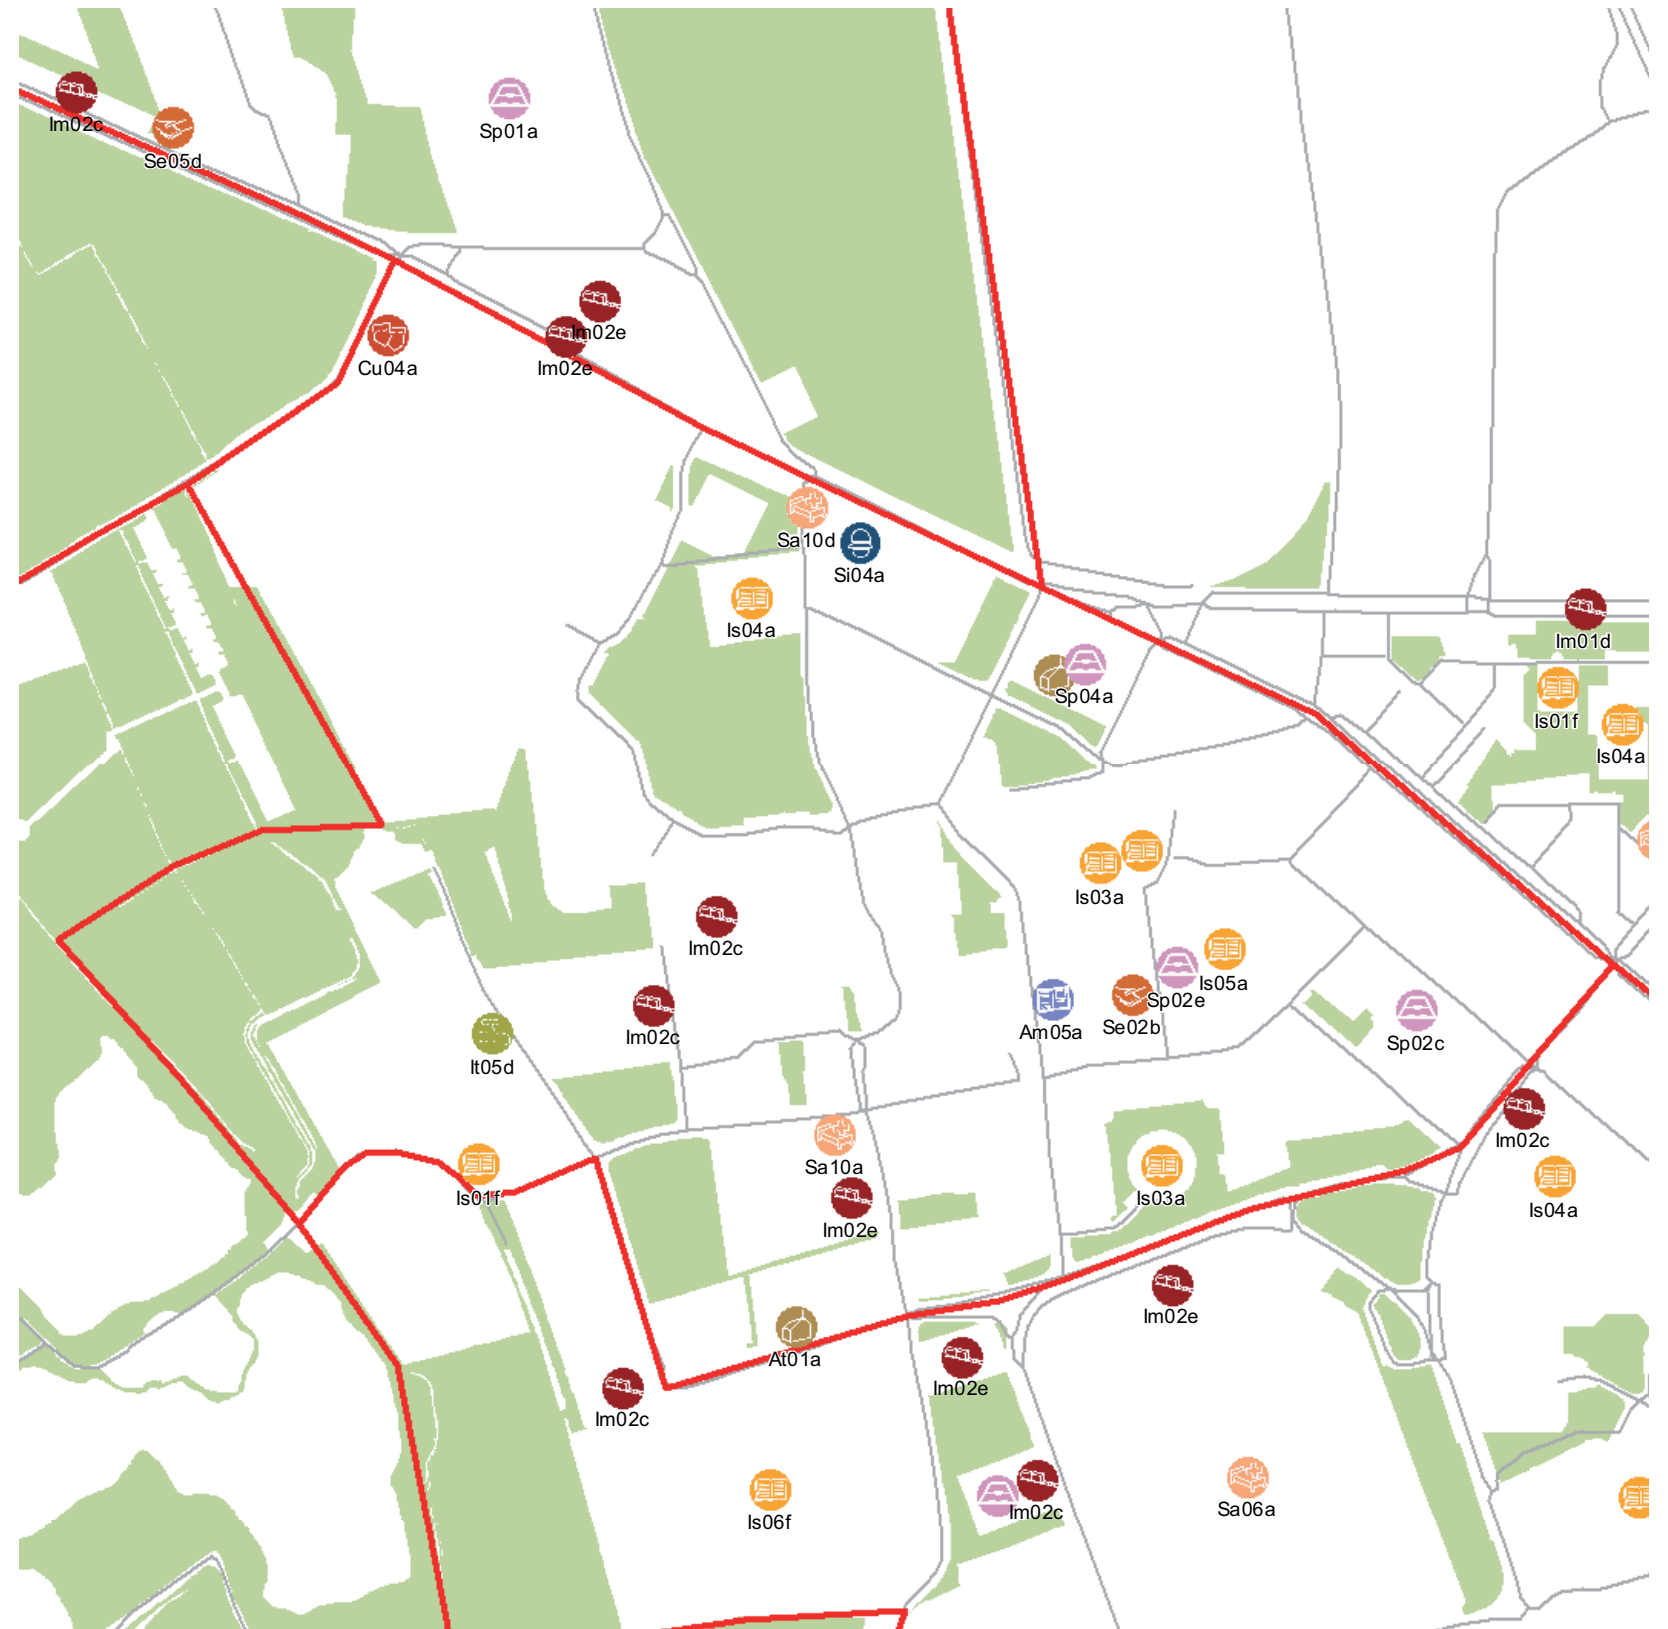 Im02c
Sp01a
Se05d
Im02e
Im02e
Cu04a
Sa10d
Si04a
Is04a
Im01d
Sp04a
Is01f
Is04a
Is03a
Im02c
Is05a
Sp02e
Se02b
Am05a
Im02c
Sp02c
It05d
Im02c
Sa10a
Is01f
Is03a
Is04a
Im02e
Im02e
At01a
Im02e
Im02c
Im02c
Sa06a
Is06f